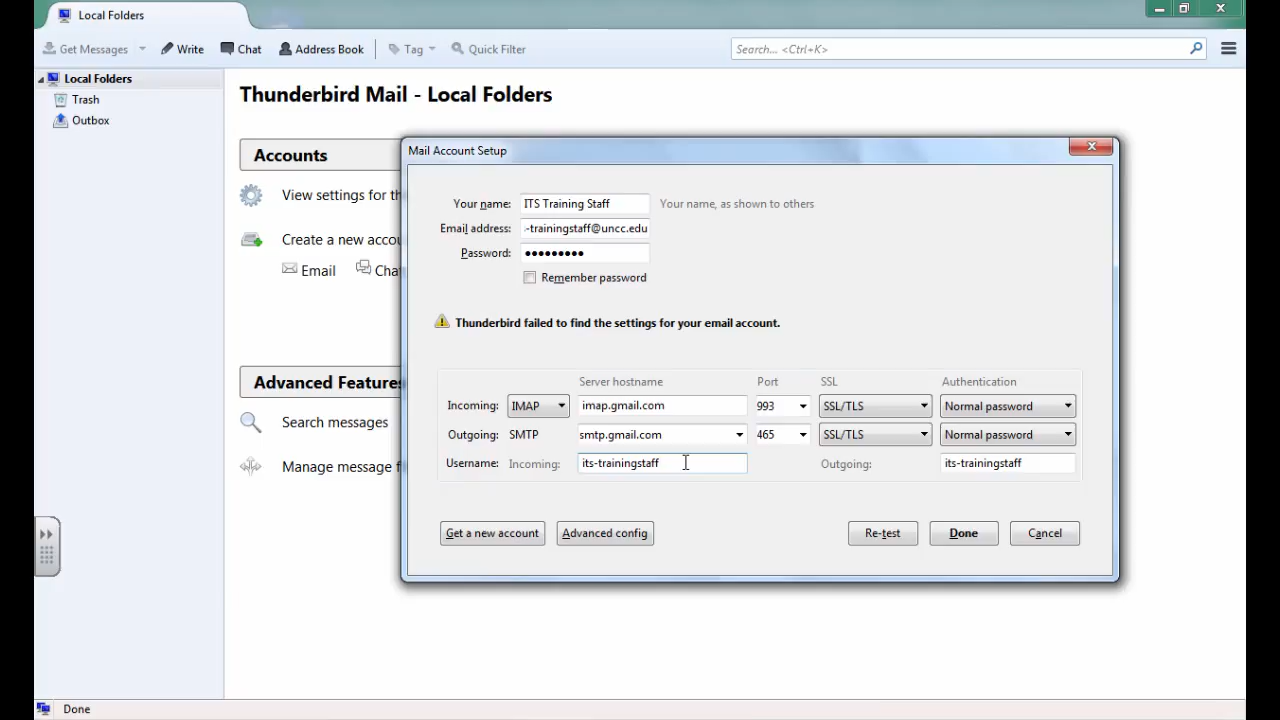 Local Folders
Get Messages Write Chat Address Book Tag Quick Filter Search... <Ctrl+K>
Local Folders
Trash
Outbox
Thunderbird Mail - Local Folders
Accounts
View settings for th
Create a new accou
Email Cha
Advanced Features
Search messages
Manage message f
Mail Account Setup
Your name: ITS Training Staff Your name, as shown to others
Email address: -trainingstaff@uncc.edu
Password: •••••••••
Remember password
Thunderbird failed to find the settings for your email account.
Server hostname Port SSL Authentication
Incoming: IMAP imap.gmail.com 993 SSL/TLS Normal password
Outgoing: SMTP smtp.gmail.com 465 SSL/TLS Normal password
Username: Incoming: its-trainingstaff Outgoing: its-trainingstaff
Get a new account Advanced config Re-test Done Cancel
Done